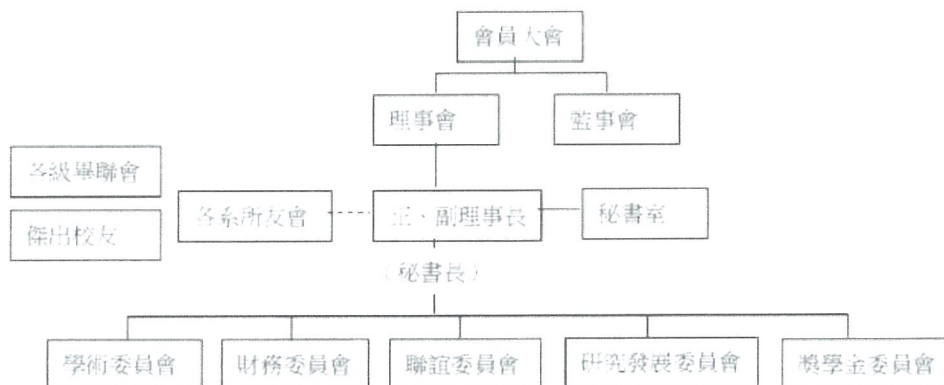 會員大會
理事會
監事會
各級畢聯會
各系所友會
正、副理事長
秘書室
傑出校友
（秘書長）
學術委員會
財務委員會
聯誼委員會
研究發展委員會
獎學金委員會